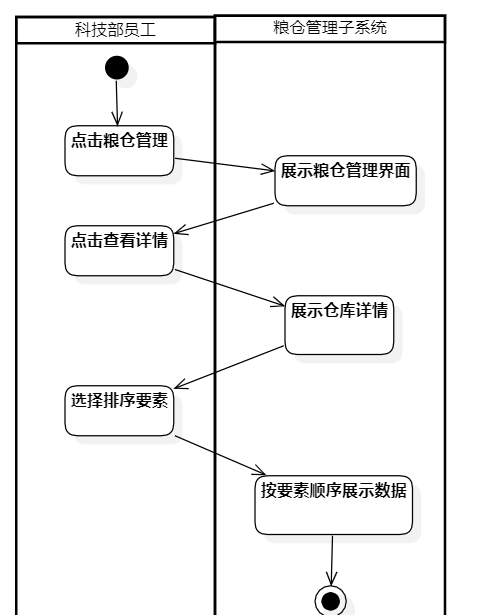 科技部员工
粮仓管理子系统
点击粮仓管理
展示粮仓管理界面
点击查看详情
展示仓库详情
选择排序要素
按要素顺序展示数据